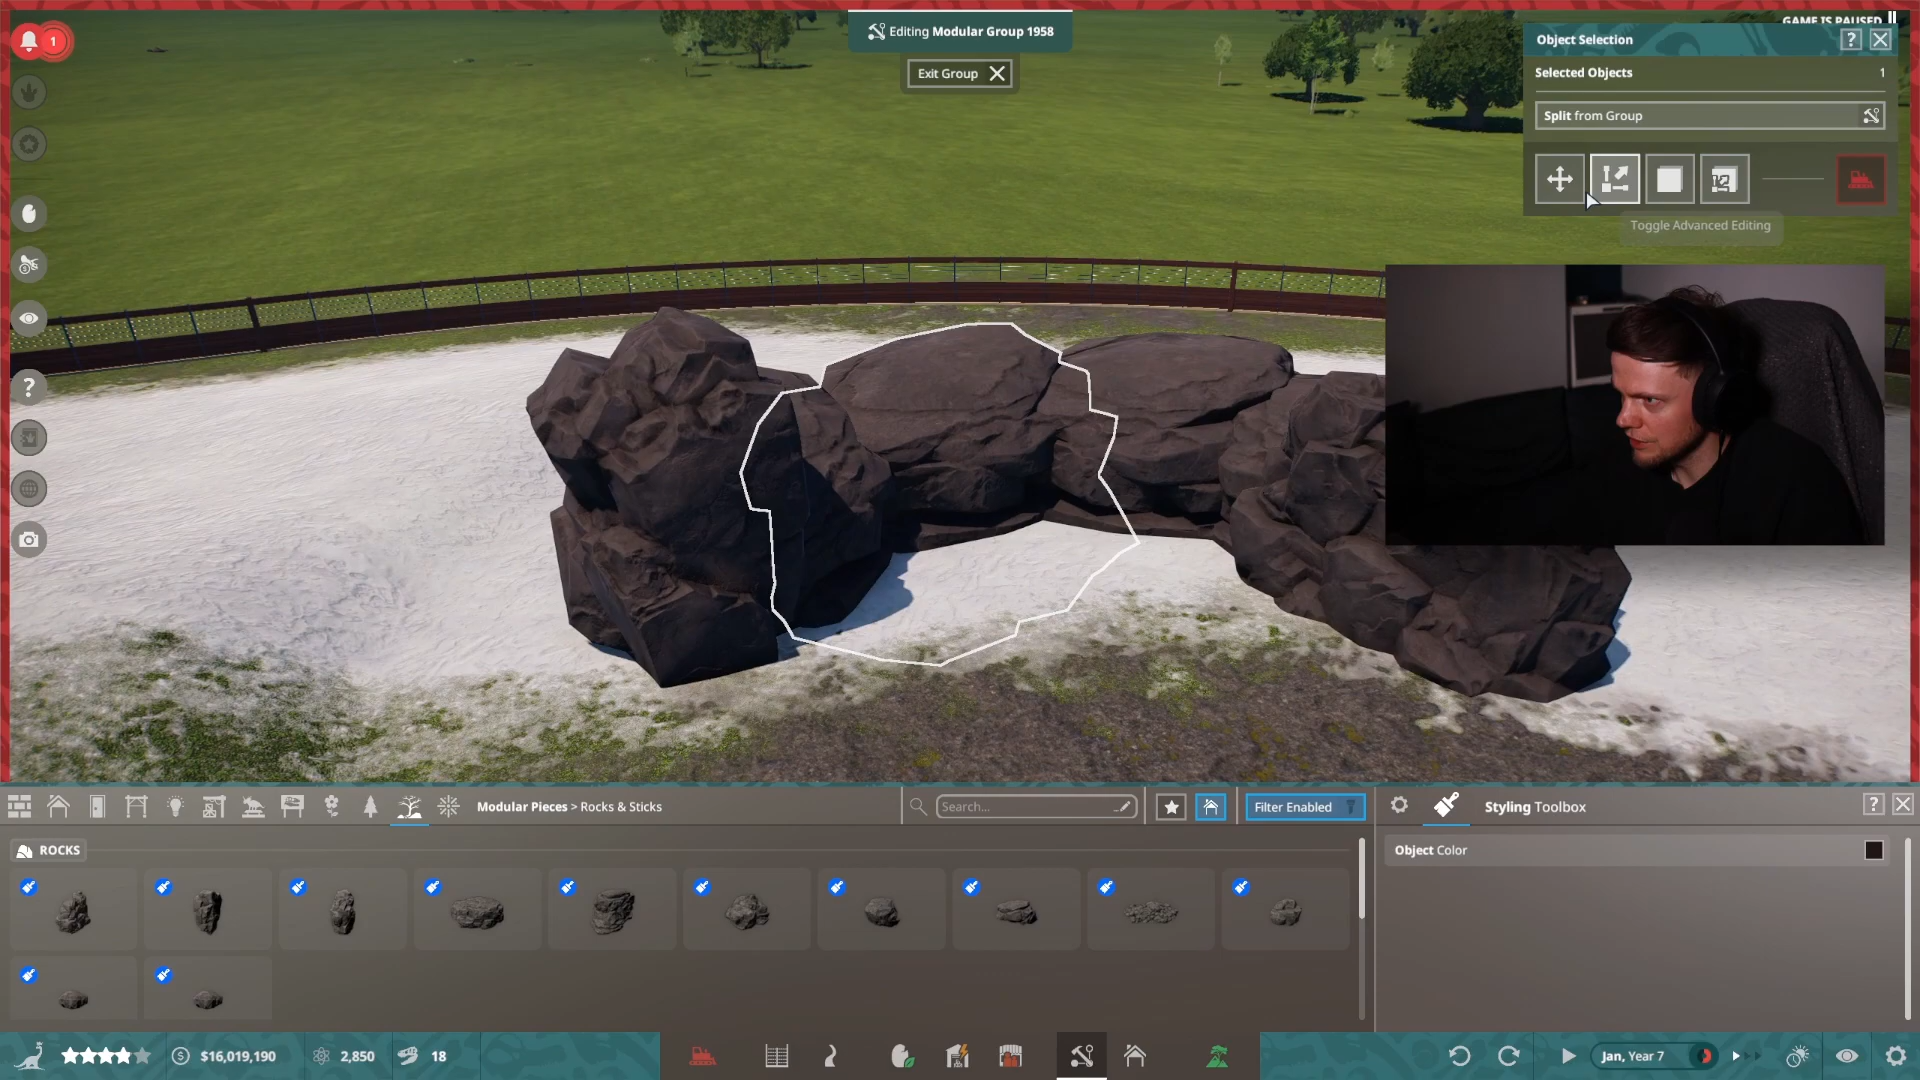 1
Editing Modular Group 1958
Exit Group
GAME IS PAUSED
Object Selection
?
Selected Objects 1
Split from Group
Toggle Advanced Editing
?
Modular Pieces > Rocks & Sticks
Search...
Filter Enabled
Styling Toolbox
?
ROCKS
Object Color
$16,019,190
2,850
18
Jan, Year 7